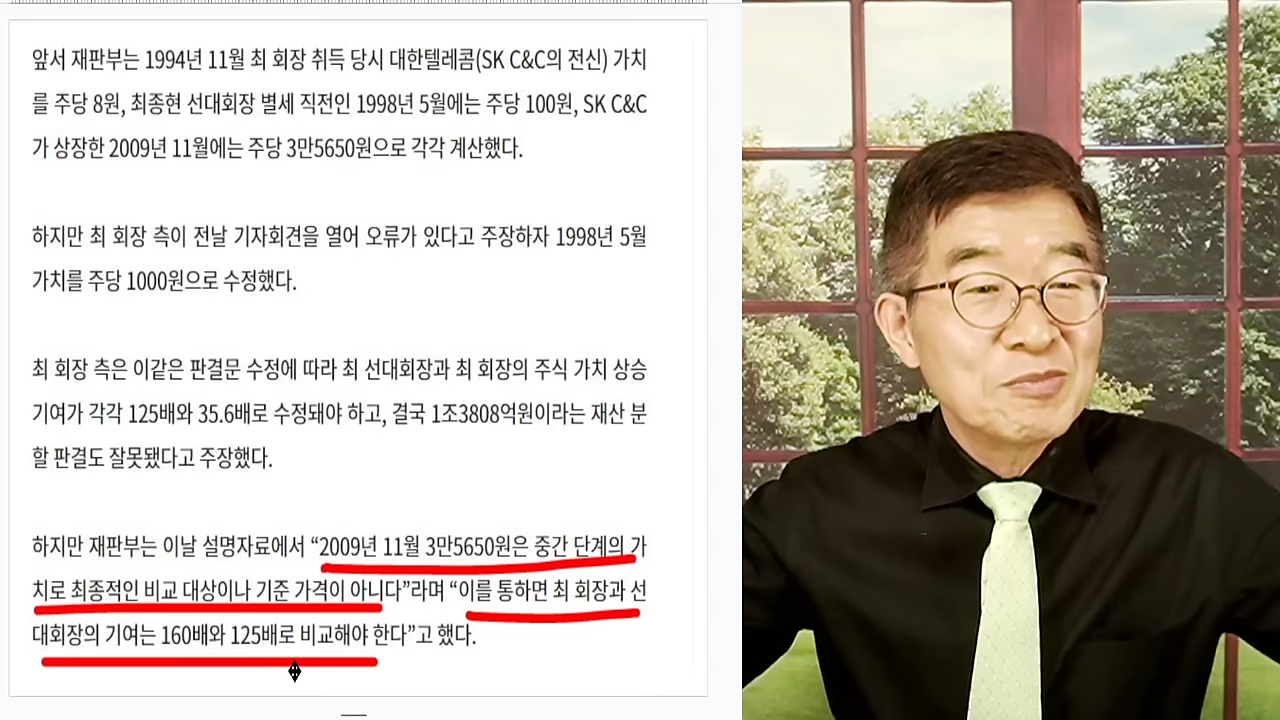 앞서 재판부는 1994년 11월 최 회장 취득 당시 대한텔레콤(SK C&C의 전신) 가치
를 주당 8원, 최종현 선대회장 별세 직전인 1998년 5월에는 주당 100원, SK C&C
가 상장한 2009년 11월에는 주당 3만5650원으로 각각 계산했다.
하지만 최 회장 측이 전날 기자회견을 열어 오류가 있다고 주장하자 1998년 5월
가치를 주당 1000원으로 수정했다.
최 회장 측은 이같은 판결문 수정에 따라 최 선대회장과 최 회장의 주식 가치 상승
기여가 각각 125배와 35.6배로 수정돼야 하고, 결국 1조3808억원이라는 재산 분
할 판결도 잘못됐다고 주장했다.
하지만 재판부는 이날 설명자료에서 “2009년 11월 3만5650원은 중간 단계의 가
치로 최종적인 비교 대상이나 기준 가격이 아니다”라며 “이를 통하면 최 회장과 선
대회장의 기여는 160배와 125배로 비교해야 한다”고 했다.